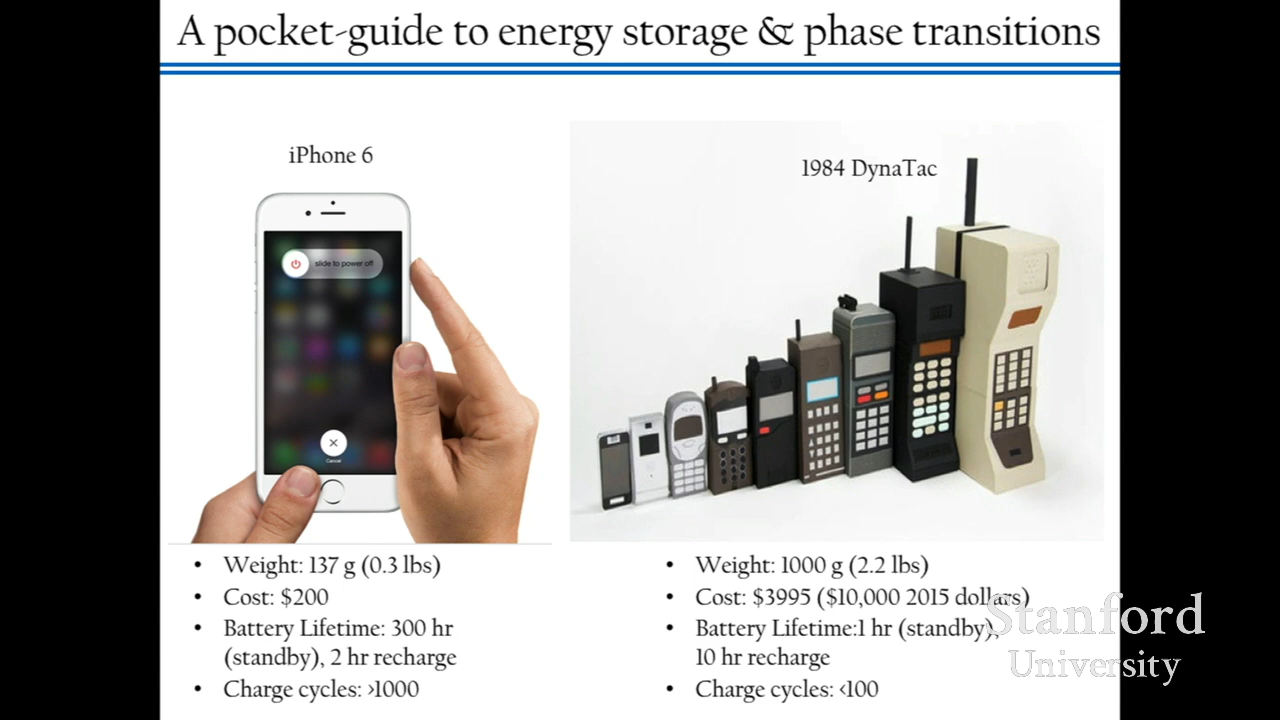 A pocket-guide to energy storage & phase transitions
iPhone 6
slide to power off
Cancel
• Weight: 137 g (0.3 lbs)
• Cost: $200
• Battery Lifetime: 300 hr
(standby), 2 hr recharge
• Charge cycles: >1000
1984 DynaTac
• Weight: 1000 g (2.2 lbs)
• Cost: $3995 ($10,000 2015 dollars)
• Battery Lifetime:1 hr (standby),
10 hr recharge
• Charge cycles: <100
Stanford
University